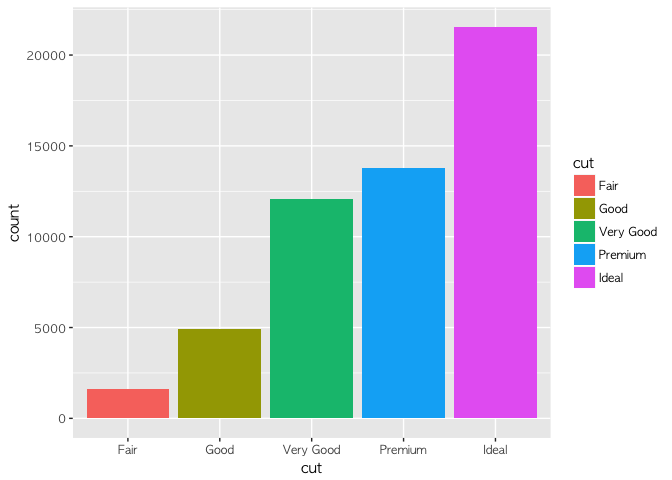 20000
15000
10000
5000
0
count
Fair
Good
Very Good
Premium
Ideal
cut
cut
Fair
Good
Very Good
Premium
Ideal